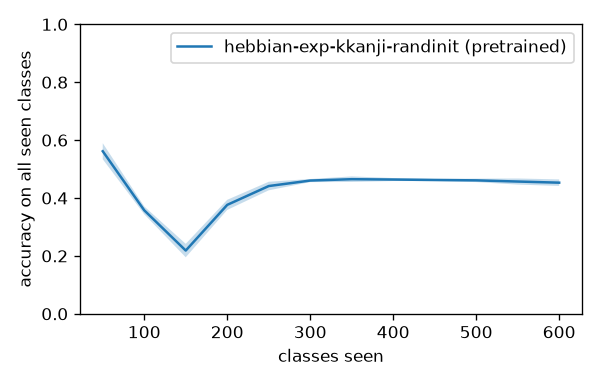 hebbian-exp-kkanji-randinit (pretrained)
accuracy on all seen classes
1.0
0.8
0.6
0.4
0.2
0.0
100 200 300 400 500 600
classes seen